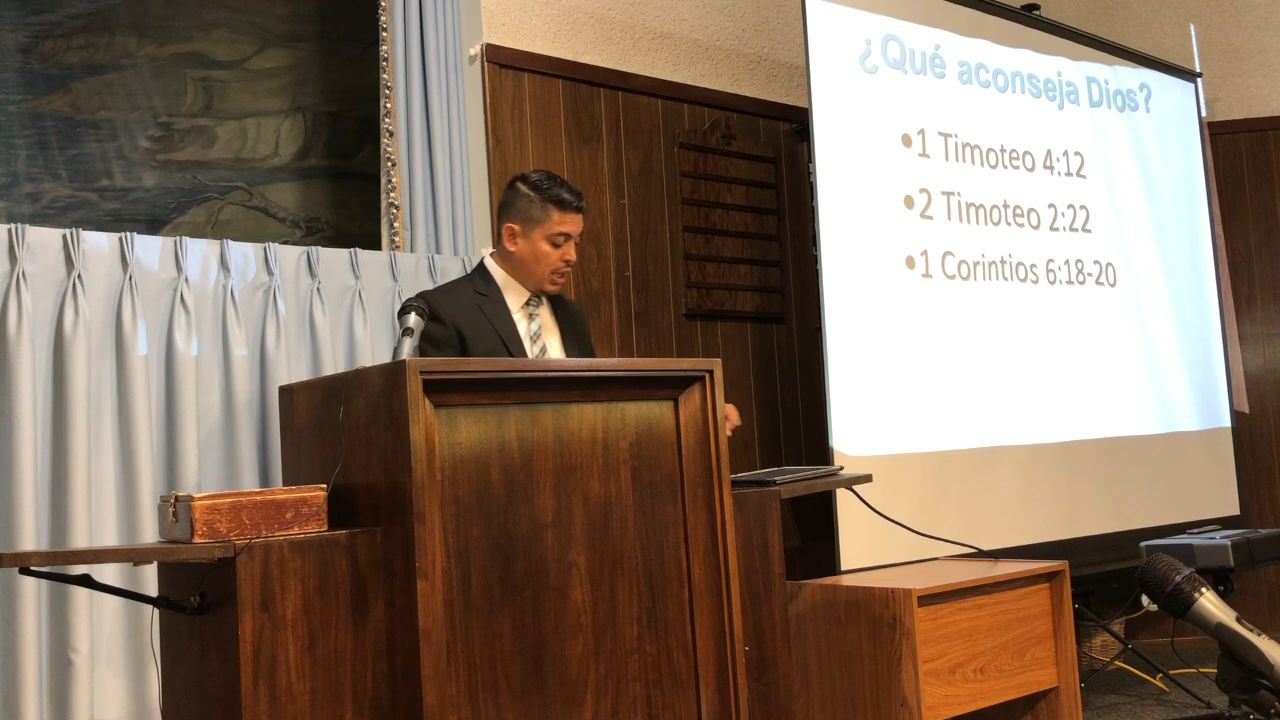 ¿Qué aconseja Dios?
•1 Timoteo 4:12
•2 Timoteo 2:22
•1 Corintios 6:18-20